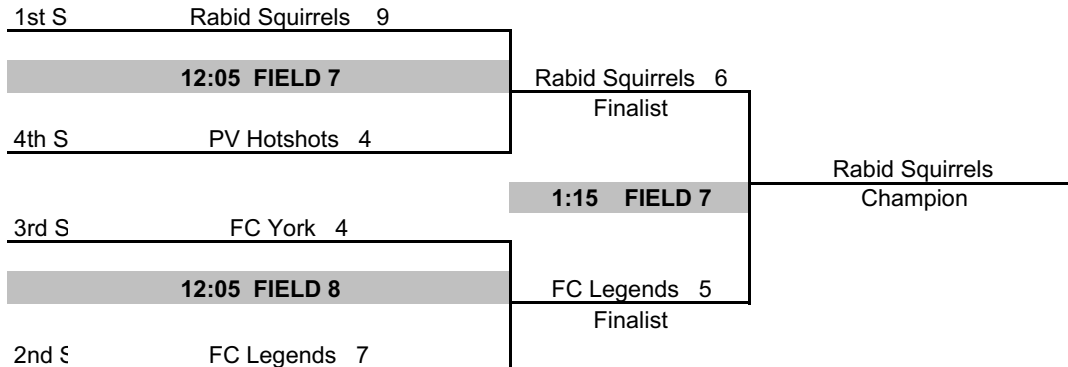 1st S Rabid Squirrels 9
12:05 FIELD 7
Rabid Squirrels 6
Finalist
4th S PV Hotshots 4
Rabid Squirrels
Champion
1:15 FIELD 7
3rd S FC York 4
12:05 FIELD 8
FC Legends 5
Finalist
2nd S FC Legends 7